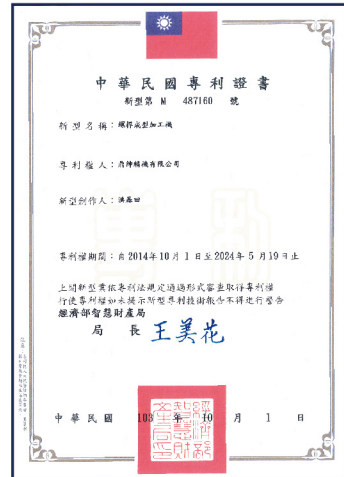 中華民國專利證書
新型第 M 487160 號
新型名稱：螺桿成型加工機
專利權人：鼎紳機械有限公司
新型創作人：洪基田
專利權期間：自2014年10月1日至2024年5月19日止
上開新型業依專利法規定通過形式審查取得專利權
行使專利權如未提示新型專利技術報告不得進行警告
經濟部智慧財產局
局長 王美花
中華民國 103 年 10 月 1 日